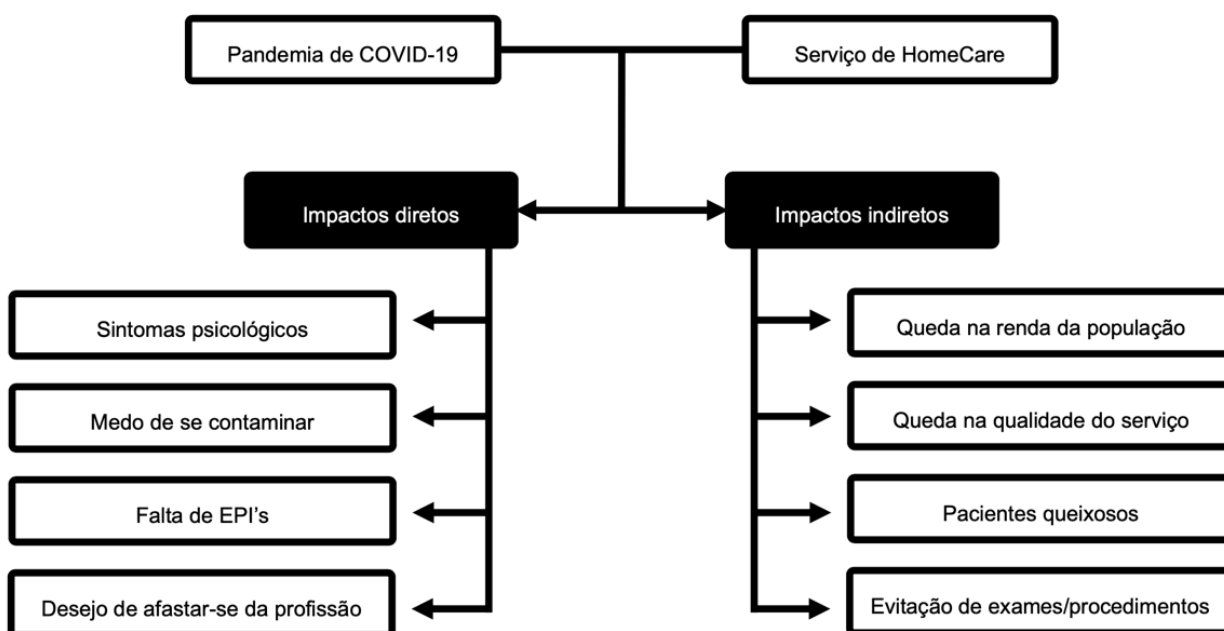 Pandemia de COVID-19
Serviço de HomeCare
Impactos diretos
Impactos indiretos
Sintomas psicológicos
Queda na renda da população
Medo de se contaminar
Queda na qualidade do serviço
Falta de EPI's
Pacientes queixosos
Desejo de afastar-se da profissão
Evitação de exames/procedimentos